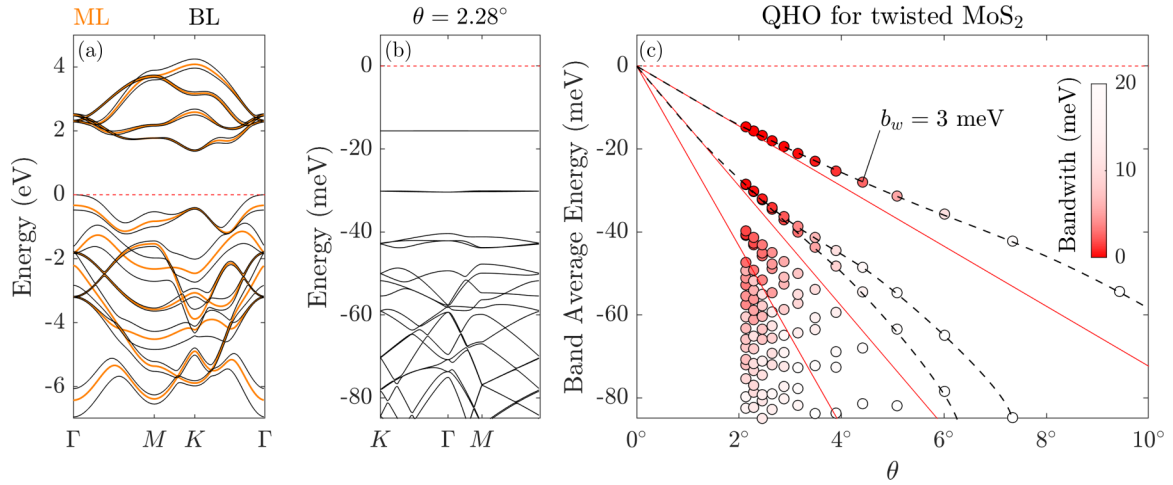 ML BL
(a)
Energy (eV)
4
2
0
-2
-4
-6
Γ M K Γ
θ = 2.28°
(b)
Energy (meV)
0
-20
-40
-60
-80
K Γ M
QHO for twisted MoS₂
(c)
Band Average Energy (meV)
0
-20
-40
-60
-80
0° 2° 4° 6° 8° 10°
θ
b_w = 3 meV
Bandwith (meV)
20
10
0